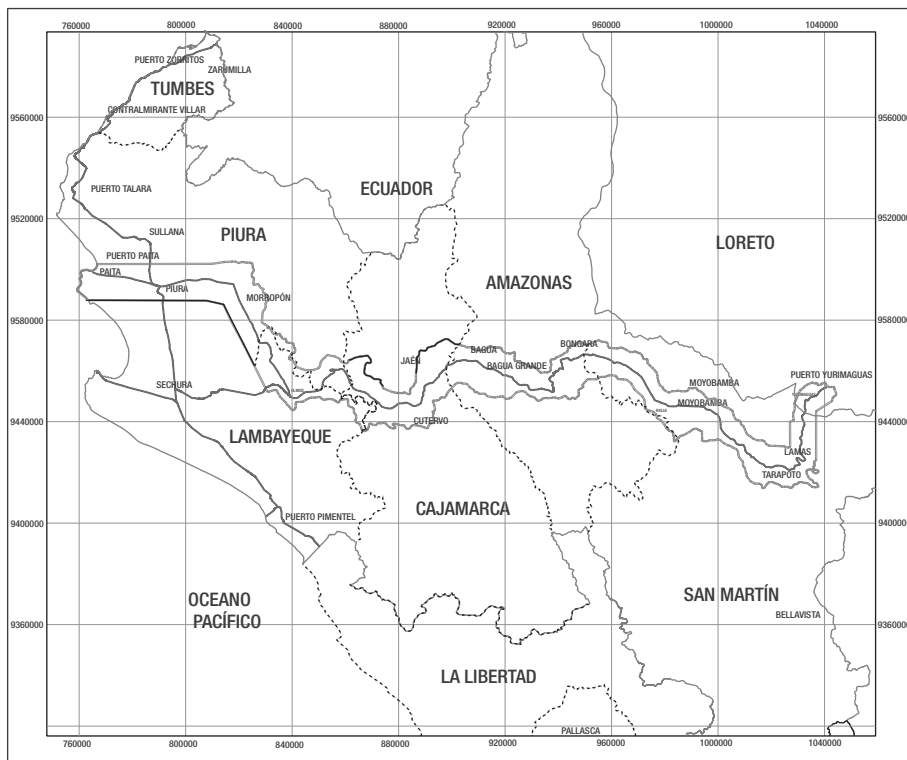 760000 800000 840000 880000 920000 960000 1000000 1040000
PUERTO ZORRITOS
ZARUMILLA
TUMBES
CONTRALMIRANTE VILLAR
9560000 9560000
PUERTO TALARA
ECUADOR
9520000 9520000
SULLANA
PIURA
LORETO
PUERTO PAITA
PAITA
AMAZONAS
PIURA
MORROPÓN
9580000 9580000
BAGUA
BONGARA
JAÉN
BAGUA GRANDE
PUERTO YURIMAGUAS
SECHURA
MOYOBAMBA
OLMOS
MOYOBAMBA
9440000 9440000
RIOJA
CUTERVO
LAMBAYEQUE
LAMAS
TARAPOTO
CAJAMARCA
PUERTO PIMENTEL
9400000 9400000
SAN MARTÍN
OCEANO
PACÍFICO
BELLAVISTA
9360000 9360000
LA LIBERTAD
PALLASCA
760000 800000 840000 880000 920000 960000 1000000 1040000